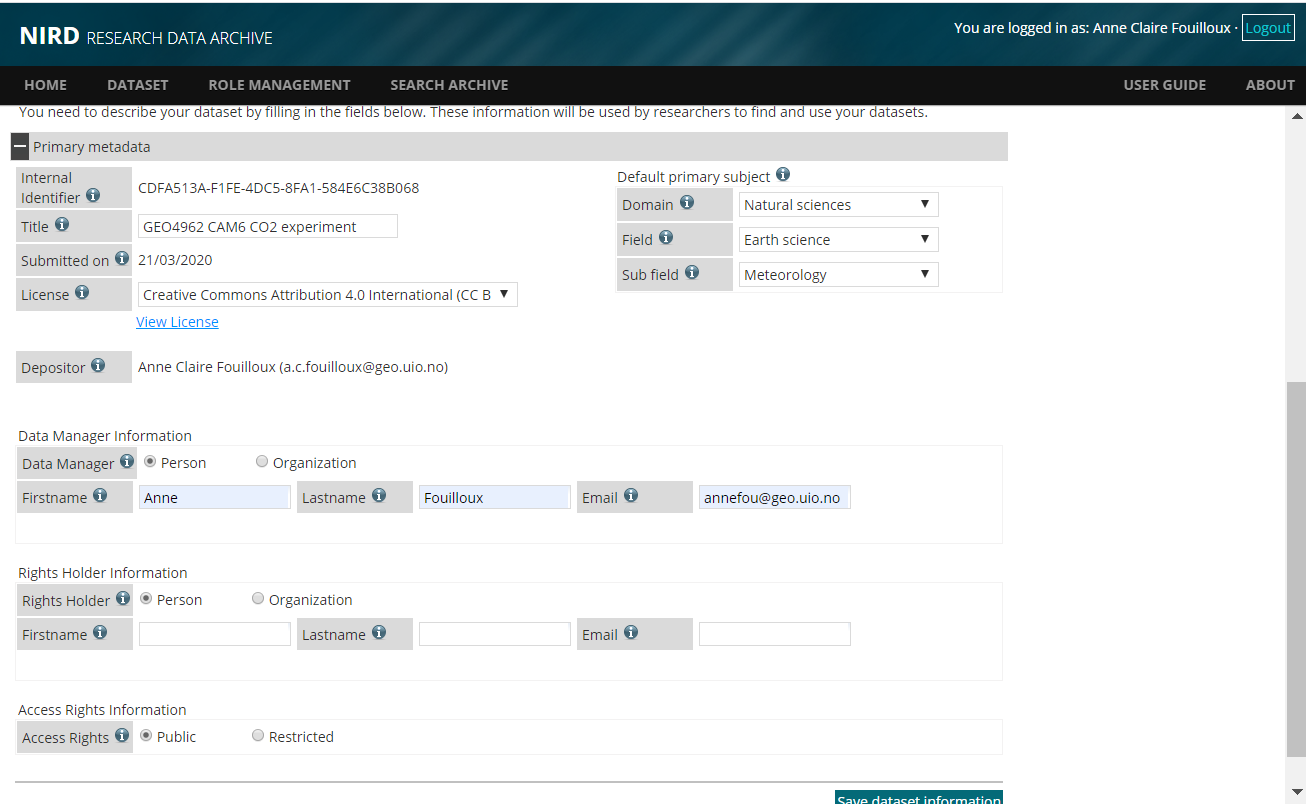 NIRD RESEARCH DATA ARCHIVE
You are logged in as: Anne Claire Fouilloux · Logout
HOME DATASET ROLE MANAGEMENT SEARCH ARCHIVE USER GUIDE ABOUT
You need to describe your dataset by filling in the fields below. These information will be used by researchers to find and use your datasets.
Primary metadata
Internal
Identifier
CDFA513A-F1FE-4DC5-8FA1-584E6C38B068
Title GEO4962 CAM6 CO2 experiment
Submitted on 21/03/2020
License Creative Commons Attribution 4.0 International (CC B
View License
Depositor Anne Claire Fouilloux (a.c.fouilloux@geo.uio.no)
Default primary subject
Domain Natural sciences
Field Earth science
Sub field Meteorology
Data Manager Information
Data Manager Person Organization
Firstname Anne Lastname Fouilloux Email annefou@geo.uio.no
Rights Holder Information
Rights Holder Person Organization
Firstname Lastname Email
Access Rights Information
Access Rights Public Restricted
Save dataset information